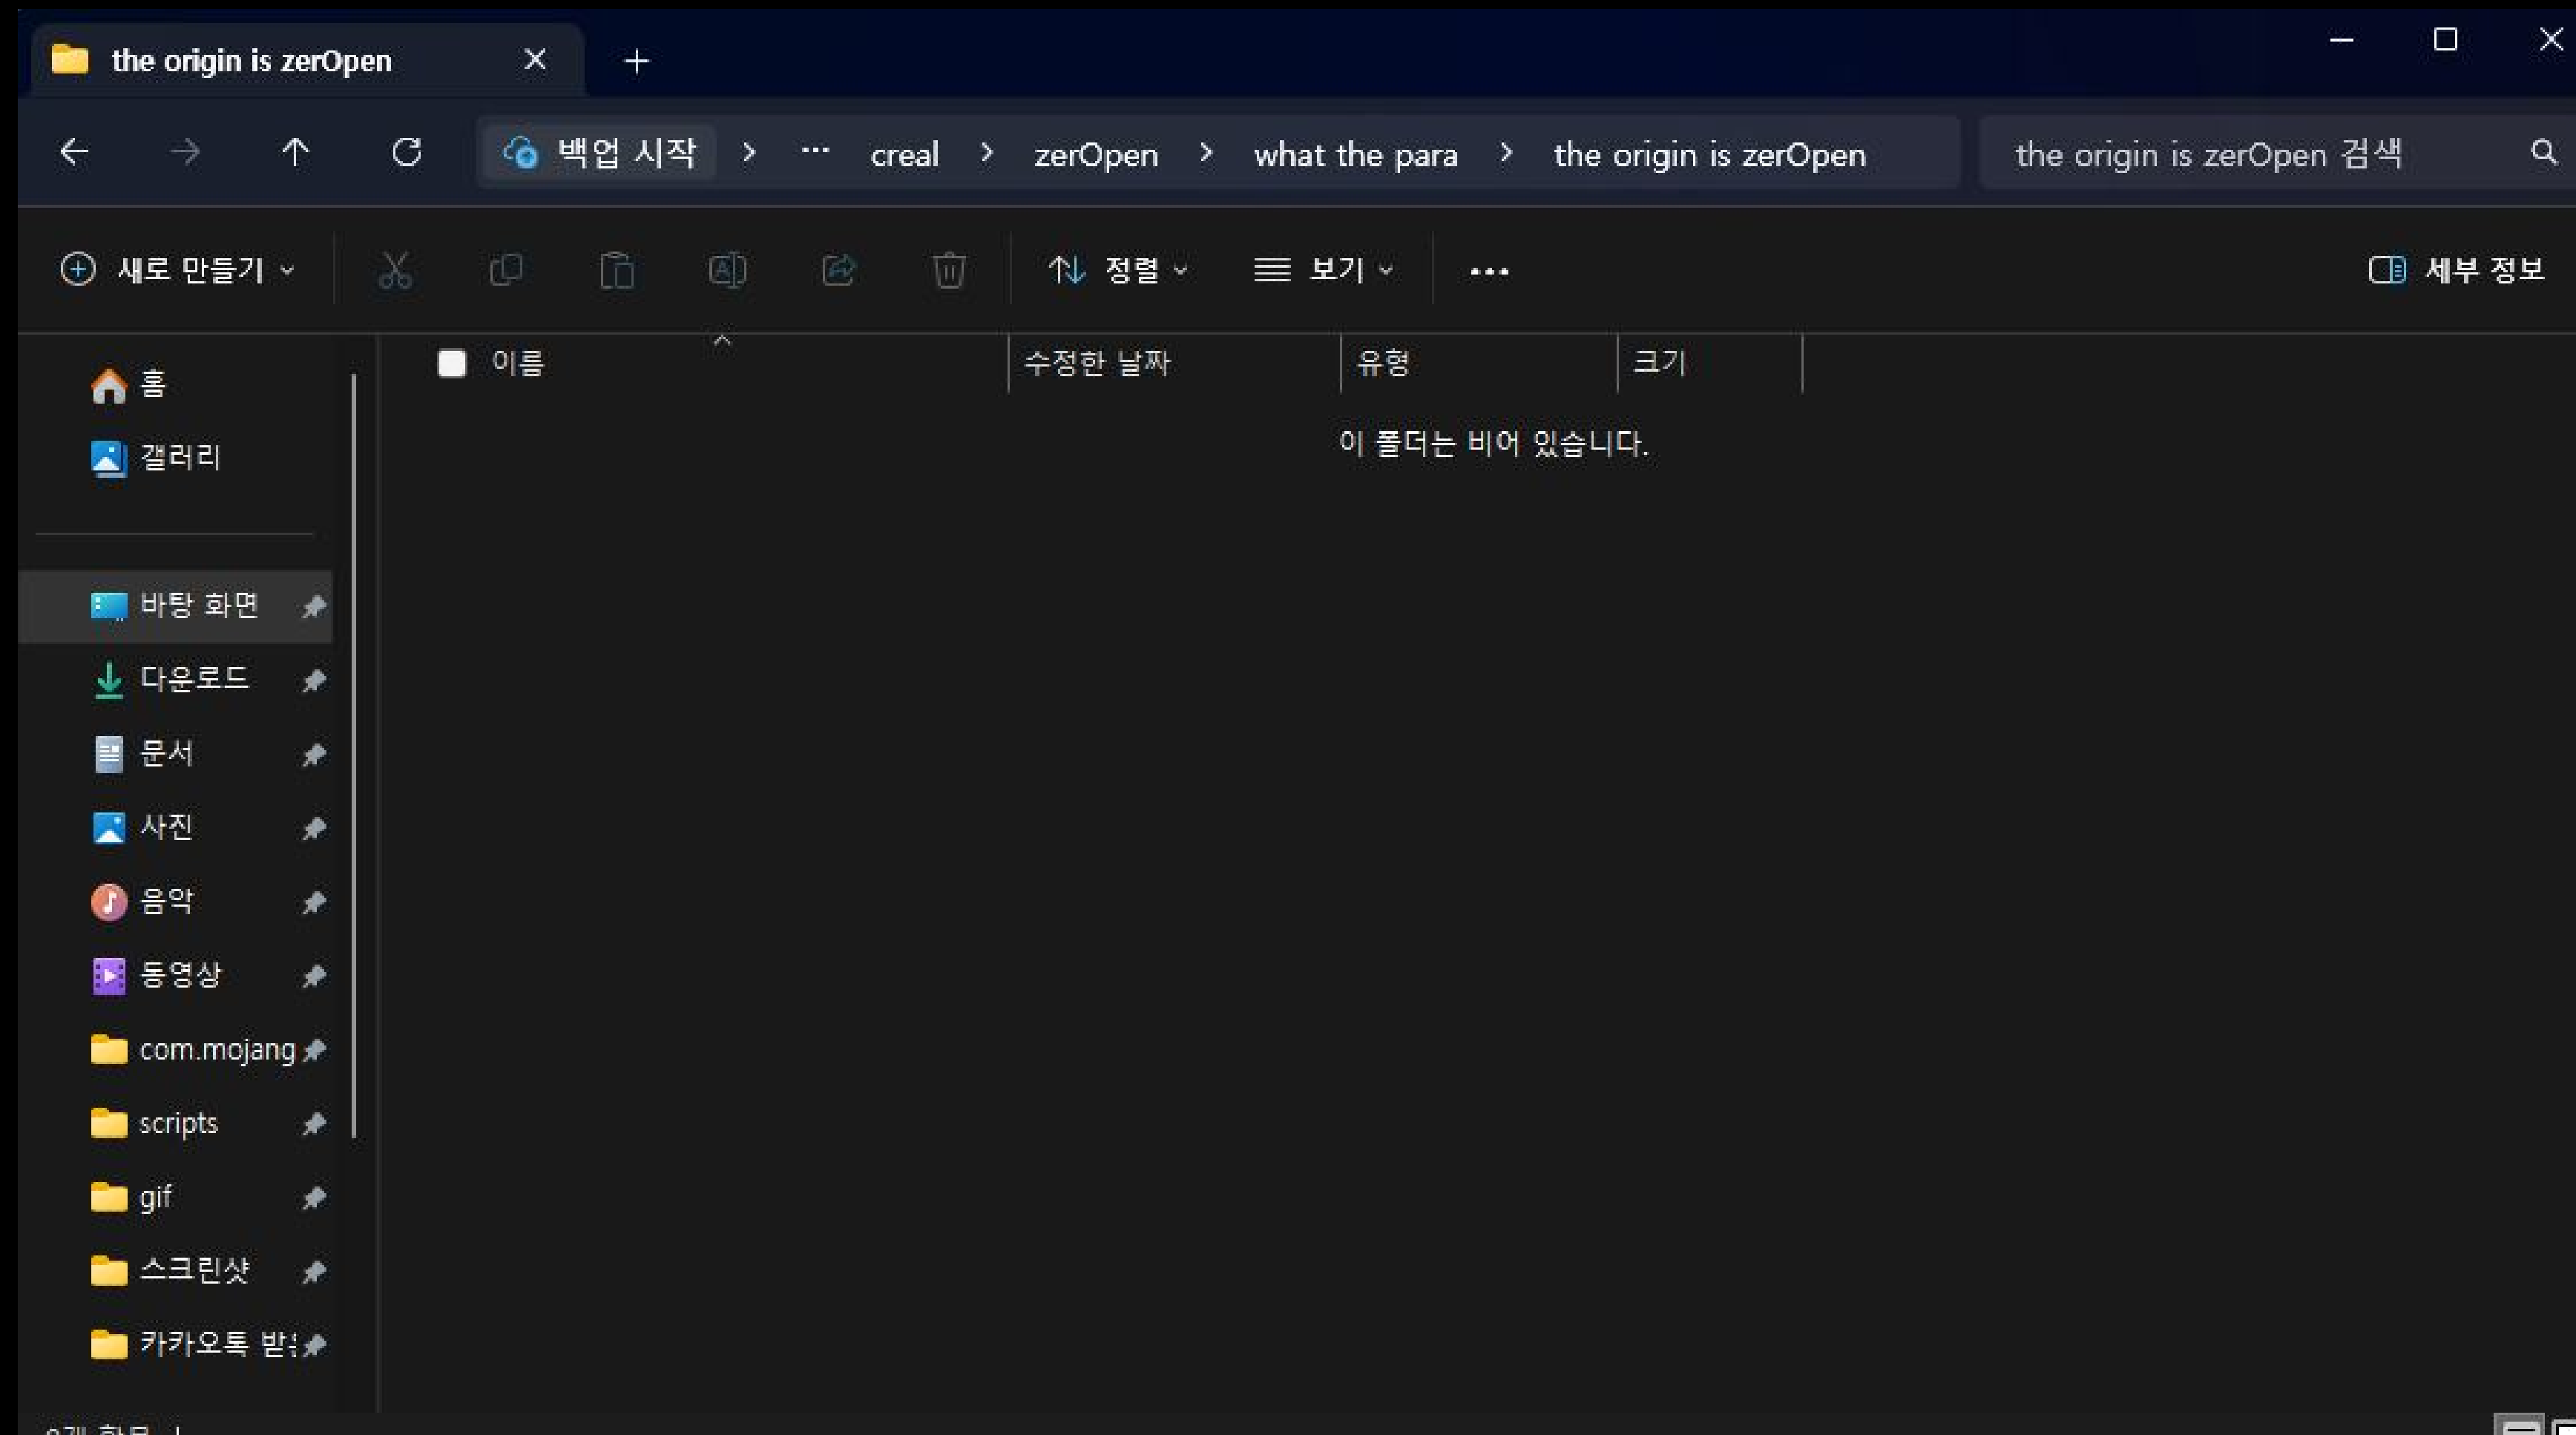 the origin is zerOpen
백업 시작 > ... creal > zerOpen > what the para > the origin is zerOpen
the origin is zerOpen 검색
새로 만들기
정렬
보기
세부 정보
이름
수정한 날짜
유형
크기
이 폴더는 비어 있습니다.
홈
갤러리
바탕 화면
다운로드
문서
사진
음악
동영상
com.mojang
scripts
gif
스크린샷
카카오톡